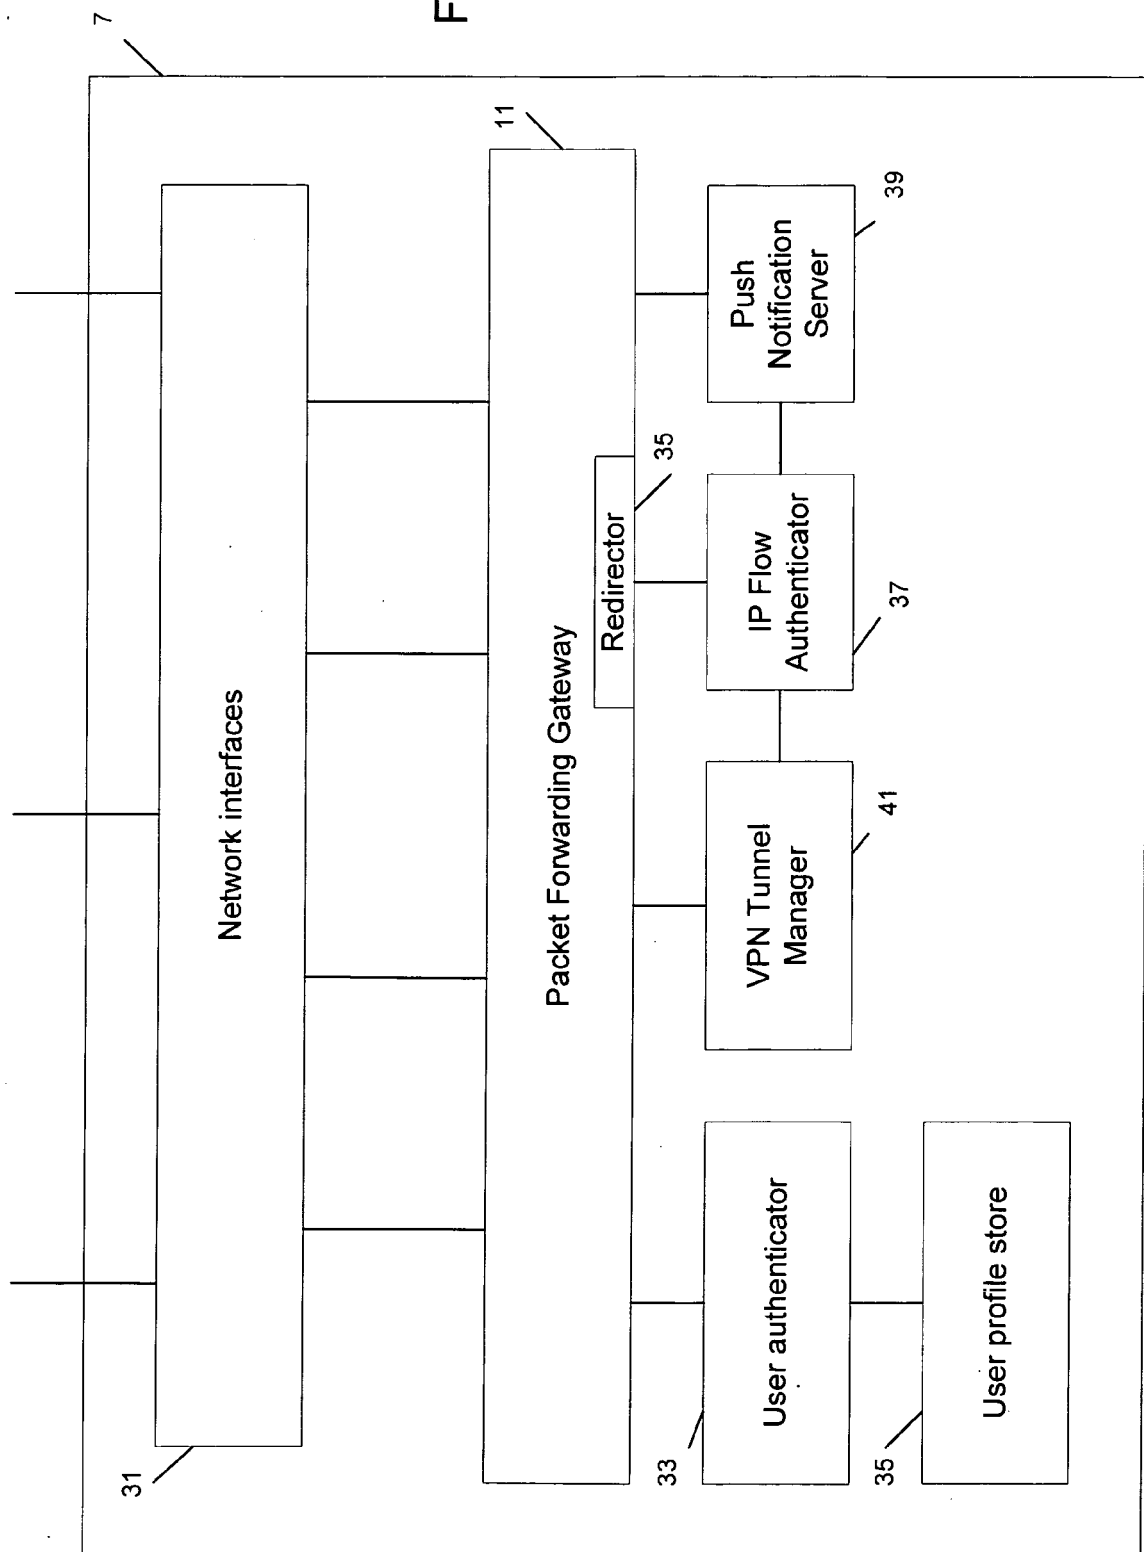 F
7
31
Network interfaces
11
Packet Forwarding Gateway
Redirector
35
33
User authenticator
VPN Tunnel
Manager
41
IP Flow
Authenticator
37
Push
Notification
Server
39
35
User profile store